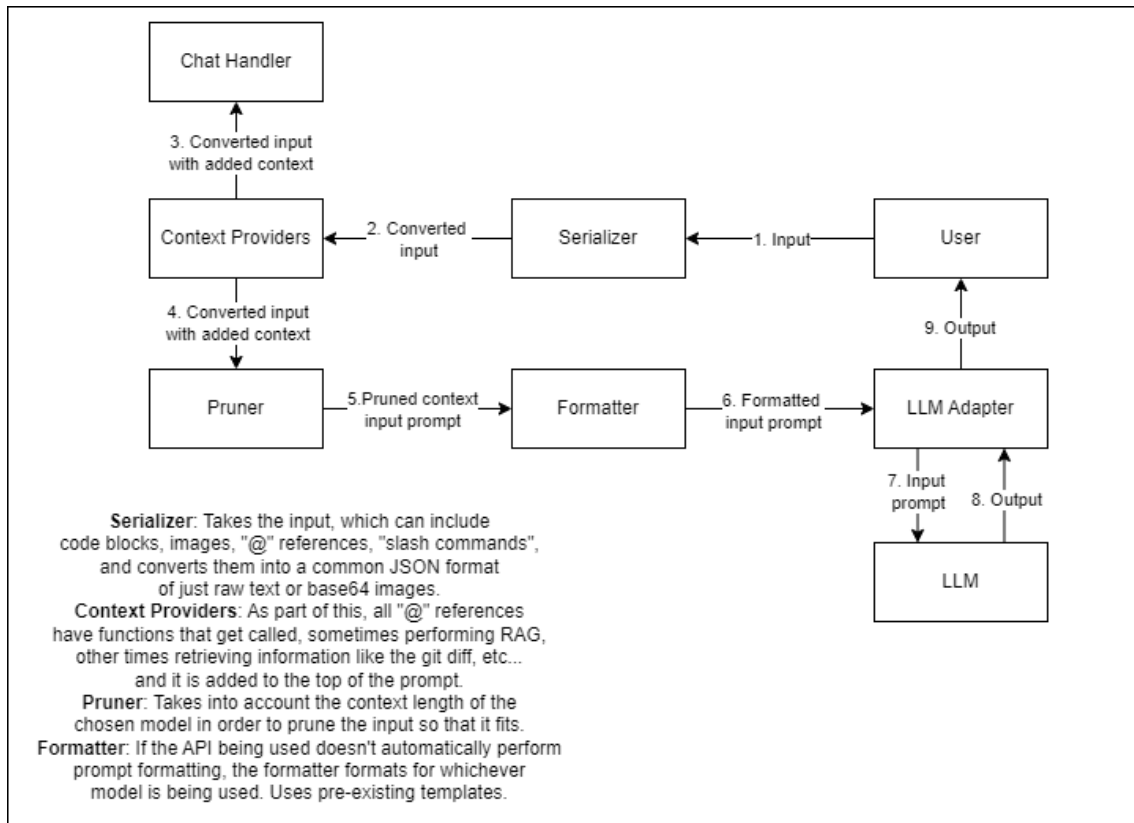 Chat Handler
3. Converted input
with added context
Context Providers
2. Converted
input
Serializer
1. Input
User
4. Converted input
with added context
9. Output
Pruner
5.Pruned context
input prompt
Formatter
6. Formatted
input prompt
LLM Adapter
7. Input
prompt
8. Output
LLM
Serializer: Takes the input, which can include
code blocks, images, "@" references, "slash commands",
and converts them into a common JSON format
of just raw text or base64 images.
Context Providers: As part of this, all "@" references
have functions that get called, sometimes performing RAG,
other times retrieving information like the git diff, etc...
and it is added to the top of the prompt.
Pruner: Takes into account the context length of the
chosen model in order to prune the input so that it fits.
Formatter: If the API being used doesn't automatically perform
prompt formatting, the formatter formats for whichever
model is being used. Uses pre-existing templates.